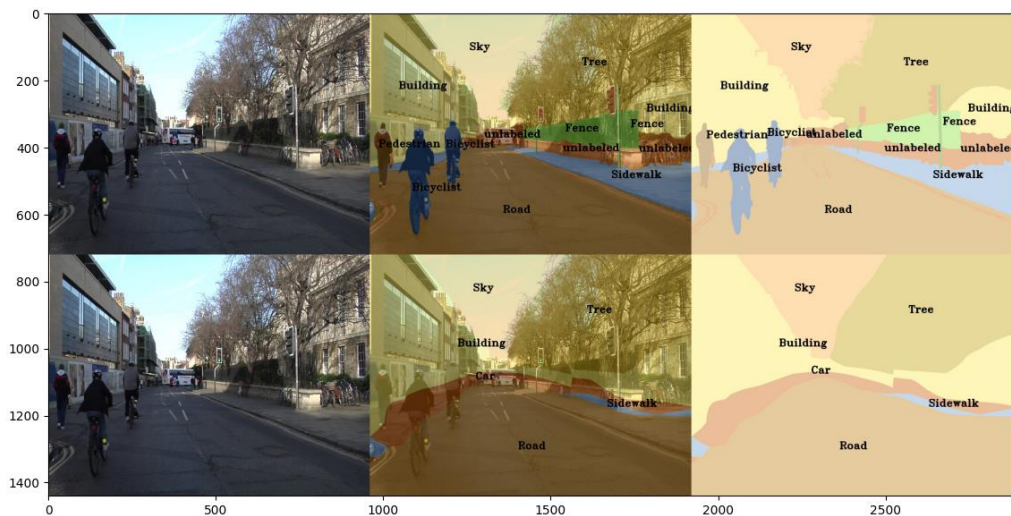 0
200
400
600
800
1000
1200
1400
0
500
1000
1500
2000
2500
Sky
Tree
Building
Building
Fence
unlabeled
Fence
Pedestrian
Bicyclist
unlabeled
unlabeled
Sidewalk
Bicyclist
Road
Sky
Tree
Building
Building
Fence
Pedestrian
Bicyclist
unlabeled
Fence
unlabeled
unlabeled
Bicyclist
Sidewalk
Road
Sky
Tree
Building
Car
Sidewalk
Road
Sky
Tree
Building
Car
Sidewalk
Road